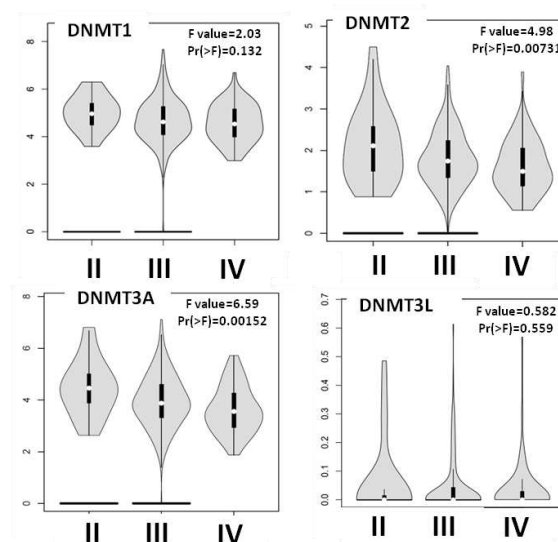 DNMT1
F value=2.03
Pr(>F)=0.132
8
6
4
2
0
II III IV
DNMT2
F value=4.98
Pr(>F)=0.00731
5
4
3
2
1
0
II III IV
DNMT3A
F value=6.59
Pr(>F)=0.00152
8
6
4
2
0
II III IV
DNMT3L
F value=0.582
Pr(>F)=0.559
0.7
0.6
0.5
0.4
0.3
0.2
0.1
0.0
II III IV